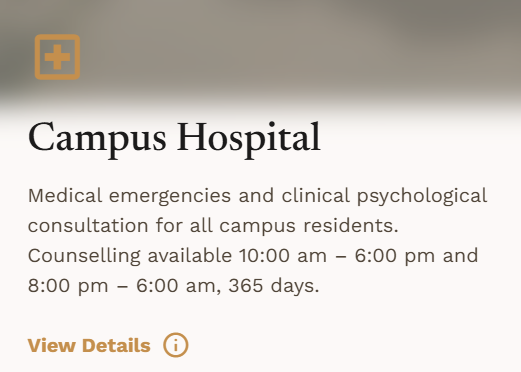 Campus Hospital
Medical emergencies and clinical psychological
consultation for all campus residents.
Counselling available 10:00 am – 6:00 pm and
8:00 pm – 6:00 am, 365 days.
View Details